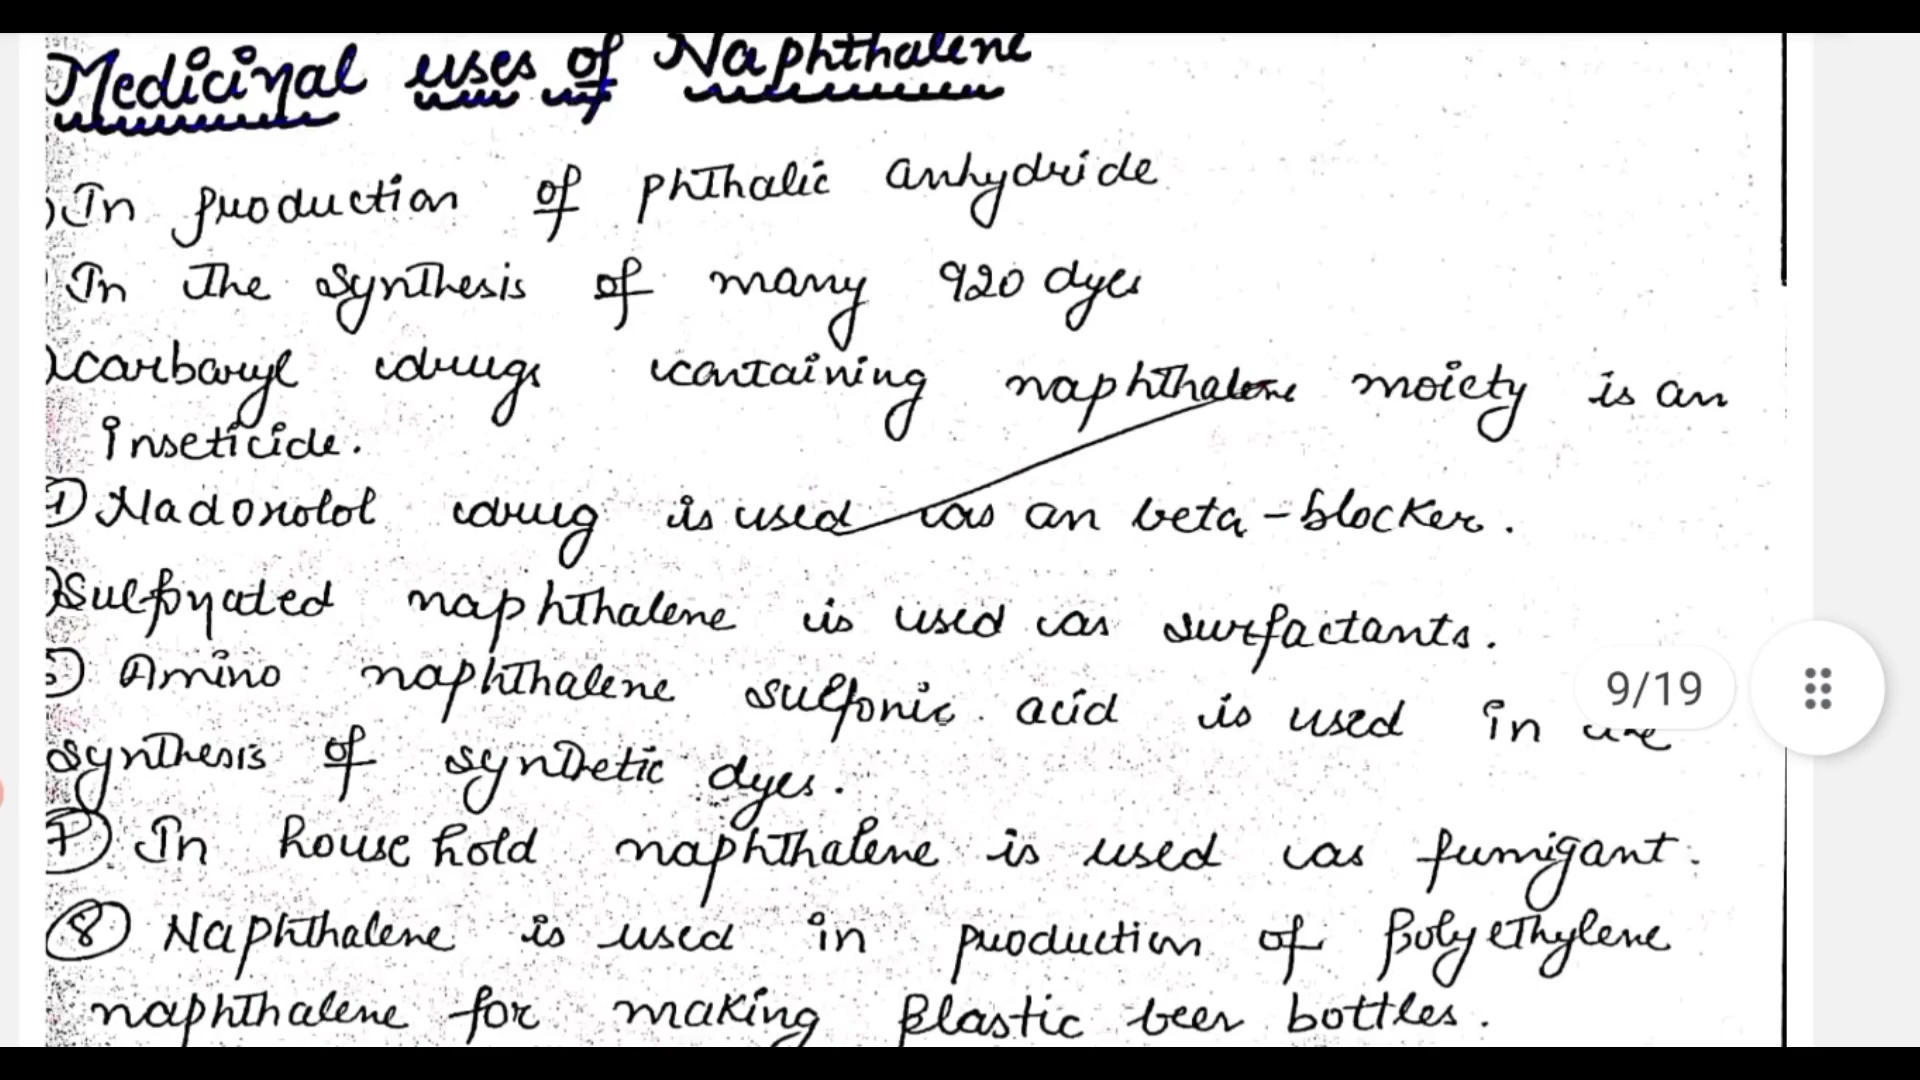 Medicinal uses of Naphthalene
) In production of phthalic anhydride
In the synthesis of many azo dyes
) carbaryl drugs containing naphthalene moiety is an
inseticide.
Nadonolol drug is used as an beta-blocker.
) Sulfonated naphthalene is used as surfactants.
Amino naphthalene sulfonic acid is used in the
9/19
synthesis of synthetic dyes.
7) In house hold naphthalene is used as fumigant.
8 Naphthalene is used in production of Polyethylene
naphthalene for making Plastic beer bottles.